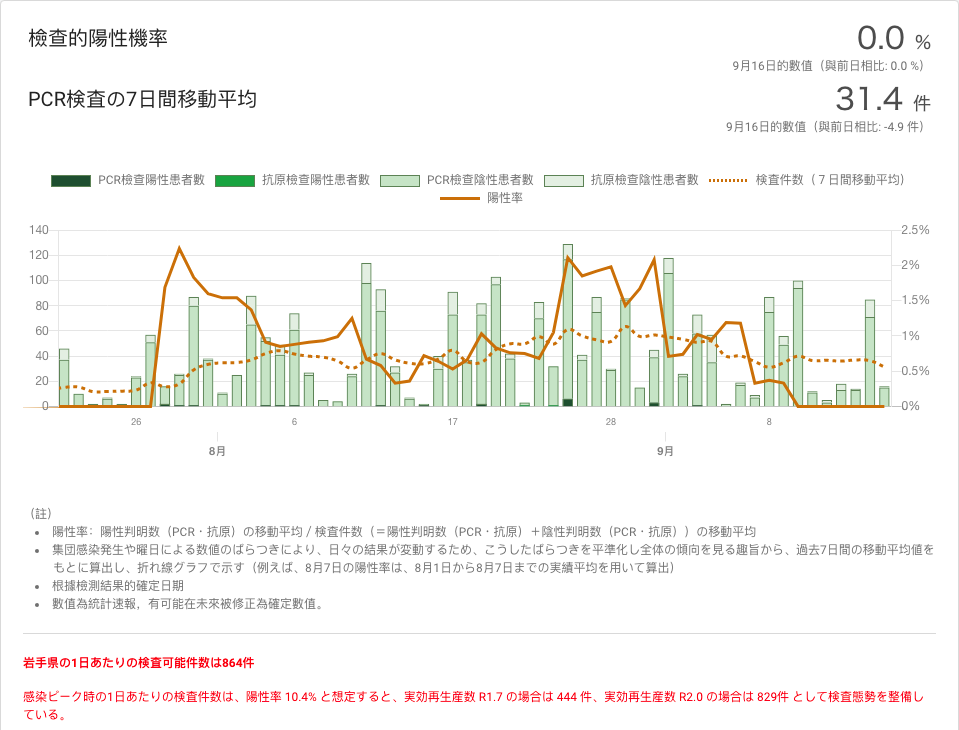 檢查的陽性機率
0.0 %
9月16日的數值（與前日相比: 0.0 %）
PCR検査の7日間移動平均
31.4 件
9月16日的數值（與前日相比: -4.9 件）
PCR檢查陽性患者數 抗原檢查陽性患者數 PCR檢查陰性患者數 抗原檢查陰性患者數 検査件数（７日間移動平均）
陽性率
140 2.5%
120 2%
100
80 1.5%
60 1%
40
20 0.5%
0 0%
26 6 17 28 8
8月 9月
（註）
陽性率：陽性判明数（PCR・抗原）の移動平均 / 検査件数（＝陽性判明数（PCR・抗原）＋陰性判明数（PCR・抗原））の移動平均
集団感染発生や曜日による数値のばらつきにより、日々の結果が変動するため、こうしたばらつきを平準化し全体の傾向を見る趣旨から、過去7日間の移動平均値を
もとに算出し、折れ線グラフで示す（例えば、8月7日の陽性率は、8月1日から8月7日までの実績平均を用いて算出）
根據檢測結果的確定日期
數值為統計速報，有可能在未來被修正為確定數值。
岩手県の1日あたりの検査可能件数は864件
感染ピーク時の1日あたりの検査件数は、陽性率 10.4% と想定すると、実効再生産数 R1.7 の場合は 444 件、実効再生産数 R2.0 の場合は 829件 として検査態勢を整備し
ている。